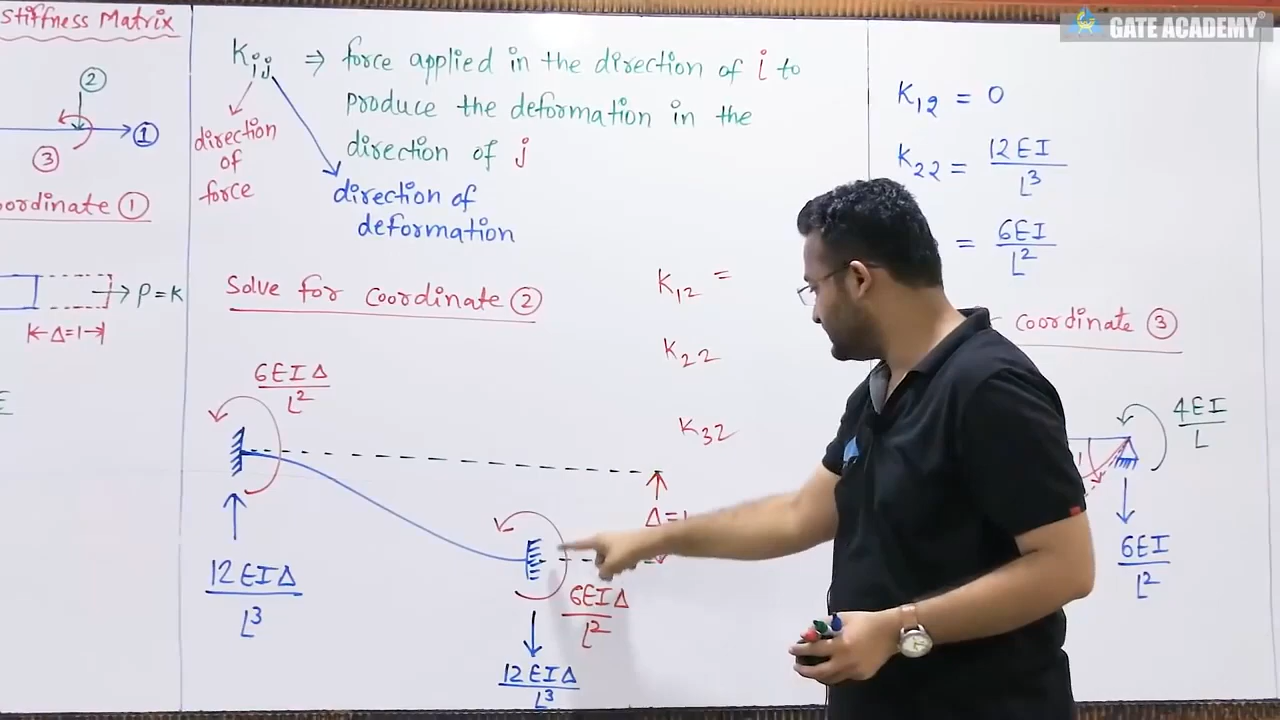 GATE ACADEMY
Stiffness Matrix
②
①
③
oordinate ①
P = K
Δ=1
Kij ⇒ force applied in the direction of i to
produce the deformation in the
direction of j
direction
of
force
direction of
deformation
Solve for coordinate ②
K12 =
K22
K32
6EIΔ
L²
12EIΔ
L³
Δ=1
6EIΔ
L²
12EIΔ
L³
K12 = 0
K22 = 12EI
L³
= 6EI
L²
coordinate ③
4EI
L
1
6EI
L²